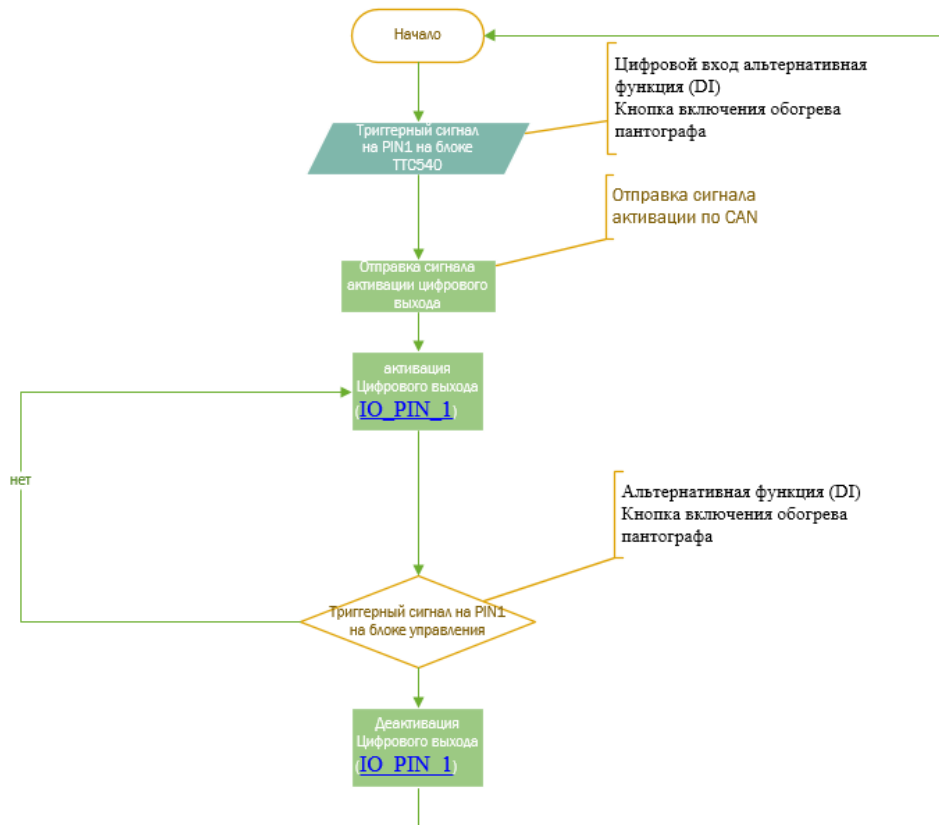 Начало
Цифровой вход альтернативная
функция (DI)
Кнопка включения обогрева
пантографа
Триггерный сигнал
на PIN1 на блоке
TTC540
Отправка сигнала
активации по CAN
Отправка сигнала
активации цифрового
выхода
активация
Цифрового выхода
(IO_PIN_1)
нет
Альтернативная функция (DI)
Кнопка включения обогрева
пантографа
Триггерный сигнал на PIN1
на блоке управления
Деактивация
Цифрового выхода
(IO_PIN_1)